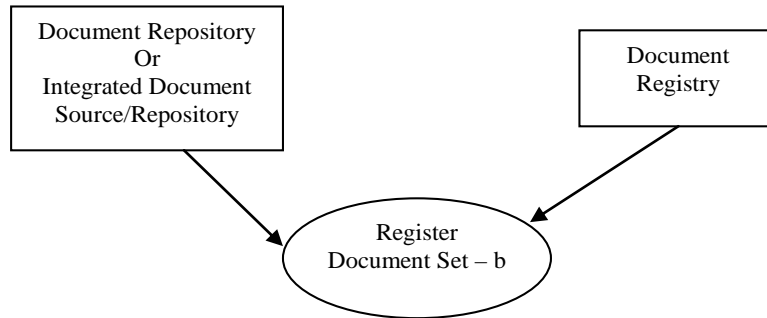 Document Repository
Or
Integrated Document
Source/Repository
Document
Registry
Register
Document Set – b